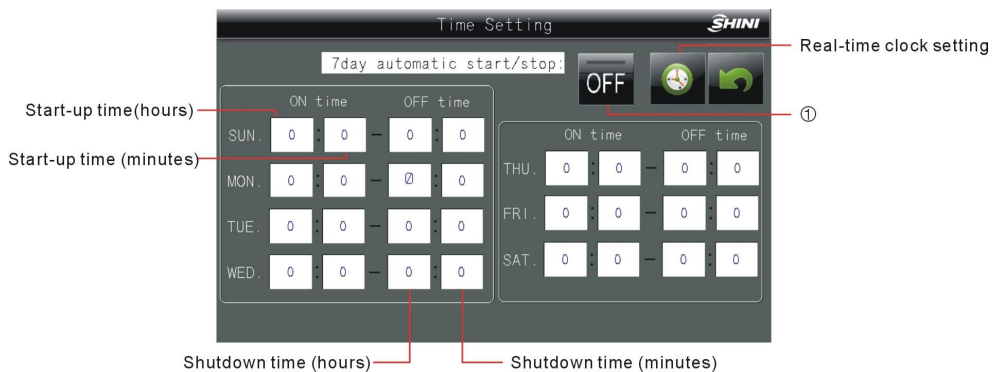 Time Setting
SHINI
Real-time clock setting
7day automatic start/stop:
OFF
①
Start-up time(hours)
Start-up time (minutes)
ON time OFF time
SUN. 0 : 0 — 0 : 0
MON. 0 : 0 — 0 : 0
TUE. 0 : 0 — 0 : 0
WED. 0 : 0 — 0 : 0
ON time OFF time
THU. 0 : 0 — 0 : 0
FRI. 0 : 0 — 0 : 0
SAT. 0 : 0 — 0 : 0
Shutdown time (hours)
Shutdown time (minutes)